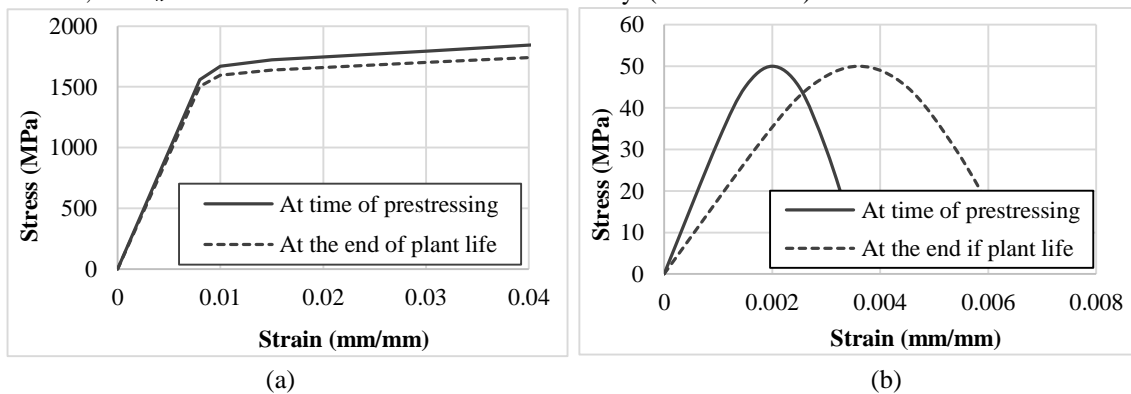 2000
1500
1000
500
0
Stress (MPa)
At time of prestressing
At the end of plant life
0 0.01 0.02 0.03 0.04
Strain (mm/mm)
(a)
60
50
40
30
20
10
0
Stress (MPa)
At time of prestressing
At the end if plant life
0 0.002 0.004 0.006 0.008
Strain (mm/mm)
(b)